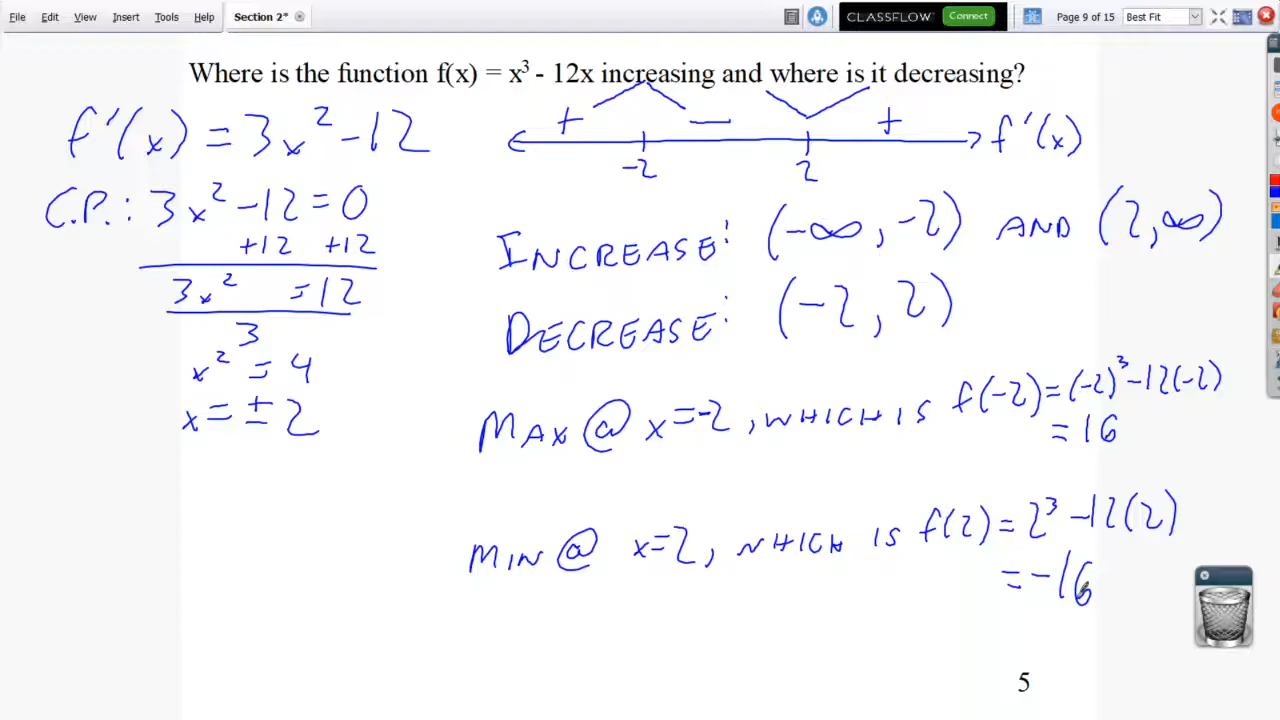 File Edit View Insert Tools Help Section 2* CLASSFLOW Connect Page 9 of 15 Best Fit
Where is the function f(x) = x³ - 12x increasing and where is it decreasing?
f'(x) = 3x² - 12
C.P.: 3x² - 12 = 0
+12 +12
3x² = 12
3
x² = 4
x = ± 2
+ — +
-2 2 f'(x)
INCREASE: (-∞, -2) AND (2, ∞)
DECREASE: (-2, 2)
MAX @ x = -2, WHICH IS f(-2) = (-2)³ - 12(-2)
= 16
MIN @ x = 2, WHICH IS f(2) = 2³ - 12(2)
= -16
5